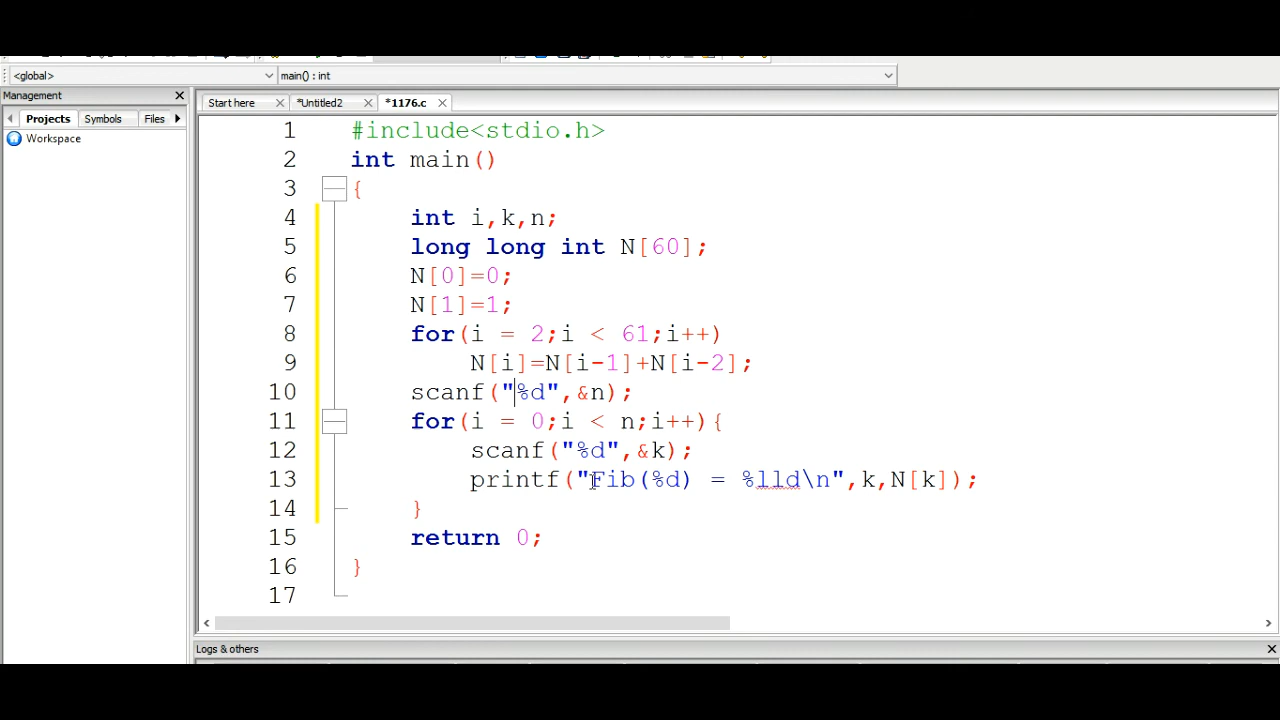 <global> main() : int
Management
Start here *Untitled2 *1176.c
Projects Symbols Files
Workspace
1 #include<stdio.h>
2 int main()
3 {
4 int i,k,n;
5 long long int N[60];
6 N[0]=0;
7 N[1]=1;
8 for(i = 2;i < 61;i++)
9 N[i]=N[i-1]+N[i-2];
10 scanf("%d",&n);
11 for(i = 0;i < n;i++){
12 scanf("%d",&k);
13 printf("Fib(%d) = %lld\n",k,N[k]);
14 }
15 return 0;
16 }
17
Logs & others